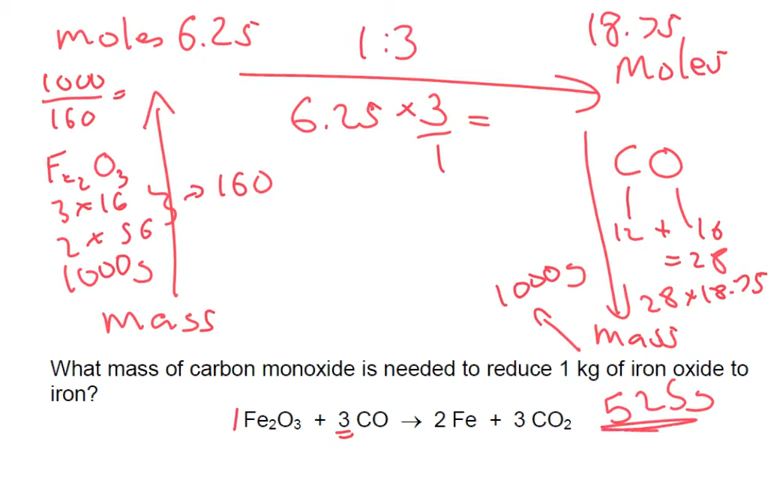 moles 6.25
1:3
18.75
Moles
1000
160
=
6.25 × 3 =
1
Fe₂O₃
3×16
2 × 56
→ 160
1000g
mass
CO
12 + 16
= 28
28×18.75
1000g
mass
What mass of carbon monoxide is needed to reduce 1 kg of iron oxide to
iron?
1 Fe₂O₃ + 3 CO → 2 Fe + 3 CO₂
525g